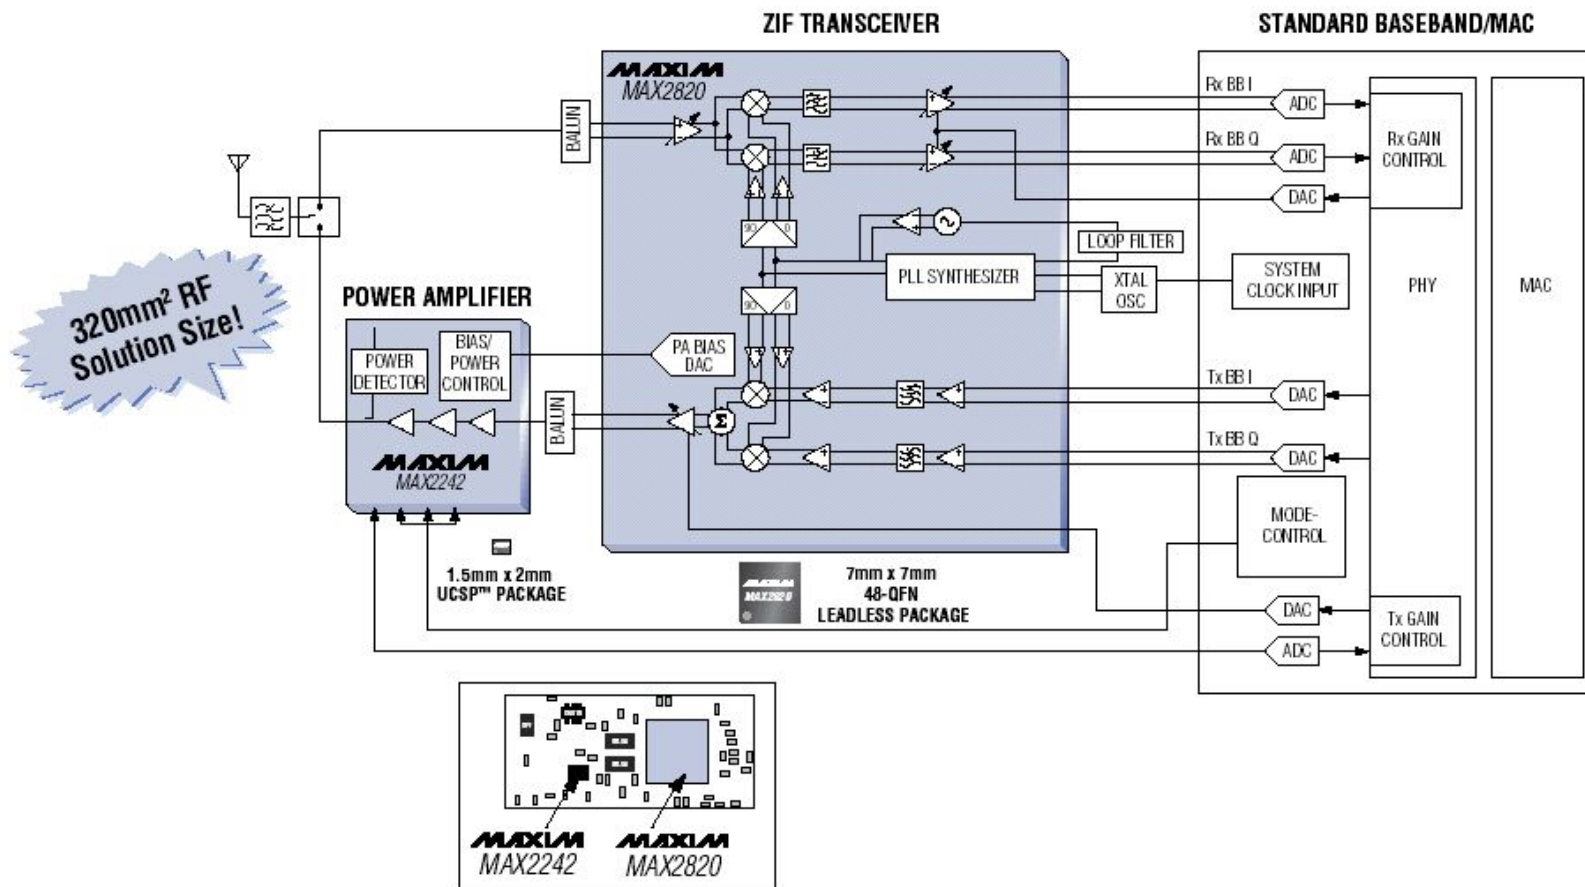 ZIF TRANSCEIVER
STANDARD BASEBAND/MAC
MAXIM
MAX2820
BALUN
Rx BB I
ADC
Rx BB Q
ADC
DAC
Rx GAIN
CONTROL
90
0
LOOP FILTER
PLL SYNTHESIZER
XTAL
OSC
SYSTEM
CLOCK INPUT
PHY
MAC
90
0
320mm² RF
Solution Size!
POWER AMPLIFIER
POWER
DETECTOR
BIAS/
POWER
CONTROL
PA BIAS
DAC
BALUN
Σ
MAXIM
MAX2242
Tx BB I
DAC
Tx BB Q
DAC
MODE-
CONTROL
1.5mm x 2mm
UCSP™ PACKAGE
MAXIM
MAX2820
7mm x 7mm
48-QFN
LEADLESS PACKAGE
DAC
ADC
Tx GAIN
CONTROL
MAXIM
MAX2242
MAXIM
MAX2820